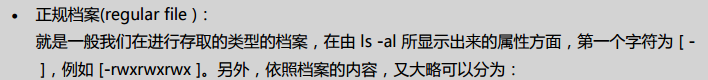 • 正规档案(regular file )：
就是一般我们在进行存取的类型的档案，在由 ls -al 所显示出来的属性方面，第一个字符为 [ -
]，例如 [-rwxrwxrwx ]。另外，依照档案的内容，又大略可以分为：